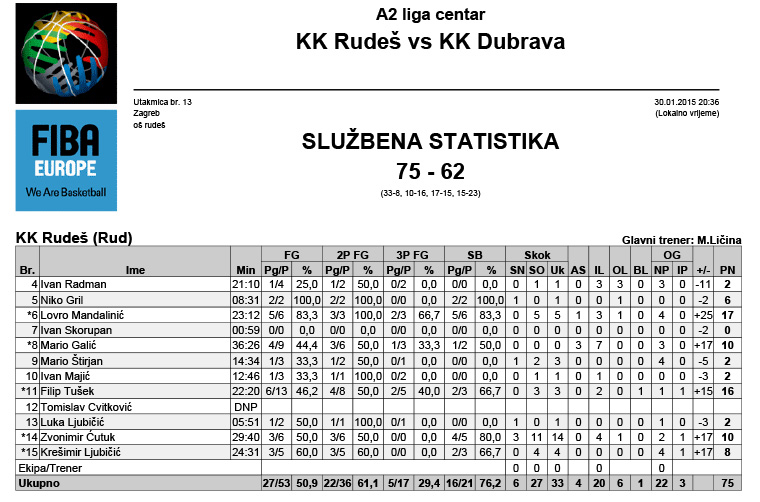 A2 liga centar
KK Rudeš vs KK Dubrava
Utakmica br. 13
30.01.2015 20:36
Zagreb
(Lokalno vrijeme)
oš rudeš
FIBA
EUROPE
We Are Basketball
SLUŽBENA STATISTIKA
75 - 62
(33-8, 10-16, 17-15, 15-23)
KK Rudeš (Rud)
Glavni trener: M.Ličina
FG 2P FG 3P FG SB Skok OG
Br. Ime Min Pg/P % Pg/P % Pg/P % Pg/P % SN SO Uk AS IL OL BL NP IP +/- PN
4 Ivan Radman 21:10 1/4 25,0 1/2 50,0 0/2 0,0 0/0 0,0 0 1 1 0 3 3 0 3 0 -11 2
5 Niko Gril 08:31 2/2 100,0 2/2 100,0 0/0 0,0 2/2 100,0 1 0 1 0 0 1 0 0 0 -2 6
*6 Lovro Mandalinić 23:12 5/6 83,3 3/3 100,0 2/3 66,7 5/6 83,3 0 5 5 1 3 1 0 4 0 +25 17
7 Ivan Skorupan 00:59 0/0 0,0 0/0 0,0 0/0 0,0 0/0 0,0 0 0 0 0 0 0 0 0 0 -2 0
*8 Mario Galić 36:26 4/9 44,4 3/6 50,0 1/3 33,3 1/2 50,0 0 0 0 3 7 0 0 3 0 +17 10
9 Mario Štirjan 14:34 1/3 33,3 1/2 50,0 0/1 0,0 0/0 0,0 1 2 3 0 0 0 0 4 0 -5 2
10 Ivan Majić 12:46 1/3 33,3 1/1 100,0 0/2 0,0 0/0 0,0 0 1 1 0 1 0 0 0 0 -3 2
*11 Filip Tušek 22:20 6/13 46,2 4/8 50,0 2/5 40,0 2/3 66,7 0 3 3 0 2 0 1 1 1 +15 16
12 Tomislav Cvitković DNP
13 Luka Ljubičić 05:51 1/2 50,0 1/1 100,0 0/1 0,0 0/0 0,0 0 0 0 0 0 0 0 1 0 -3 2
*14 Zvonimir Ćutuk 29:40 3/6 50,0 3/6 50,0 0/0 0,0 4/5 80,0 3 11 14 0 4 1 0 2 1 +17 10
*15 Krešimir Ljubičić 24:31 3/5 60,0 3/5 60,0 0/0 0,0 2/3 66,7 0 4 4 0 0 0 0 4 1 +17 8
Ekipa/Trener 0 0 0 0 0
Ukupno 27/53 50,9 22/36 61,1 5/17 29,4 16/21 76,2 6 27 33 4 20 6 1 22 3 75